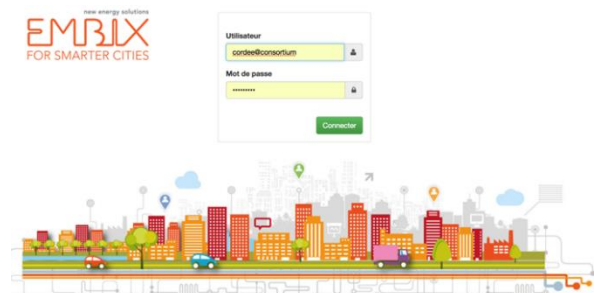 new energy solutions
EMBIX
FOR SMARTER CITIES
Utilisateur
cordee@consortium
Mot de passe
•••••••••
Connecter